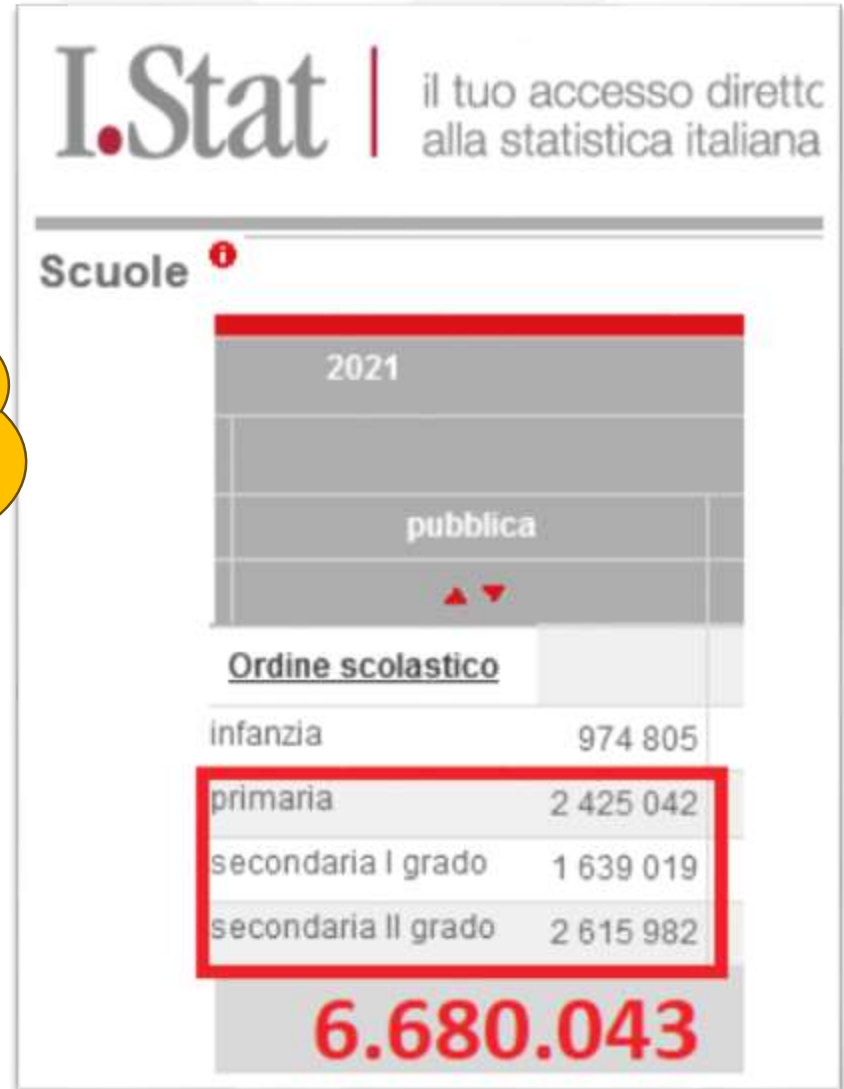 I.Stat
il tuo accesso diretto
alla statistica italiana
Scuole
2021
pubblica
Ordine scolastico
infanzia 974 805
primaria 2 425 042
secondaria I grado 1 639 019
secondaria II grado 2 615 982
6.680.043